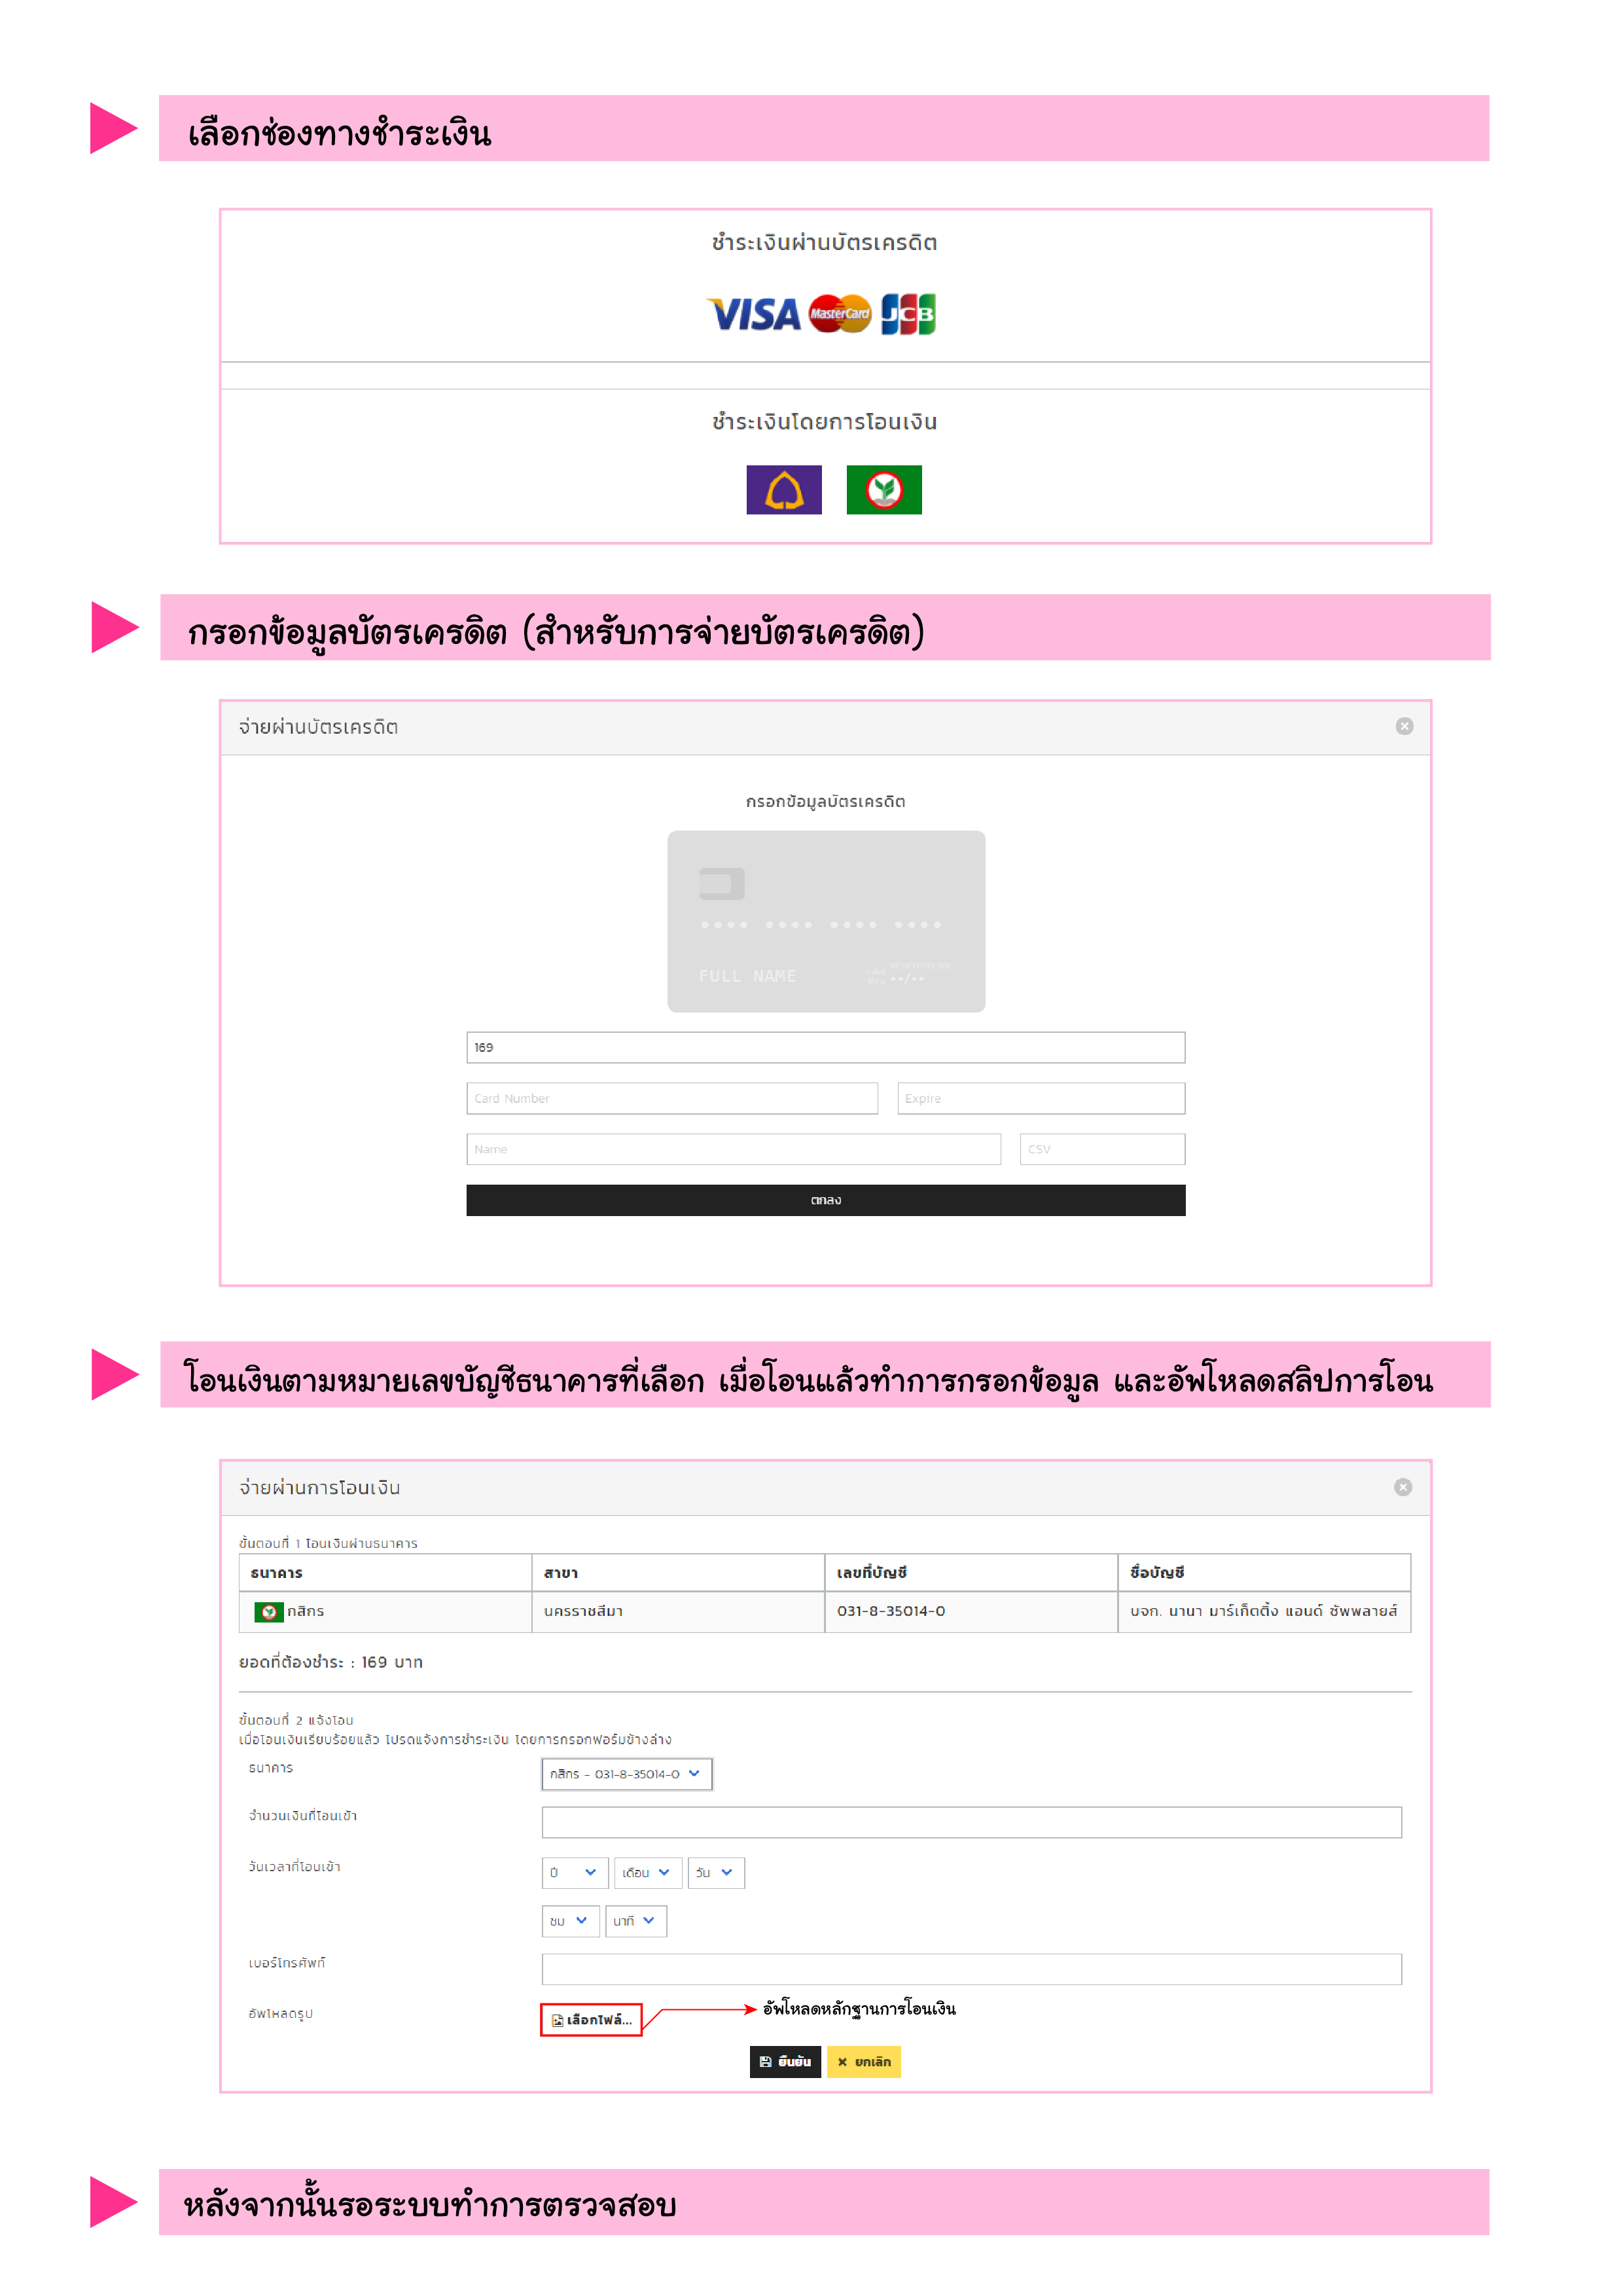 เลือกช่องทางชำระเงิน
ชำระเงินผ่านบัตรเครดิต
VISA MasterCard JCB
ชำระเงินโดยการโอนเงิน
กรอกข้อมูลบัตรเครดิต (สำหรับการจ่ายบัตรเครดิต)
จ่ายผ่านบัตรเครดิต
กรอกข้อมูลบัตรเครดิต
•••• •••• •••• ••••
FULL NAME ••/••
169
Card Number Expire
Name CSV
ตกลง
โอนเงินตามหมายเลขบัญชีธนาคารที่เลือก เมื่อโอนแล้วทำการกรอกข้อมูล และอัพโหลดสลิปการโอน
จ่ายผ่านการโอนเงิน
ขั้นตอนที่ 1 โอนเงินผ่านธนาคาร
ธนาคาร สาขา เลขที่บัญชี ชื่อบัญชี
กสิกร นครราชสีมา 031-8-35014-0 บจก. นานา มาร์เก็ตติ้ง แอนด์ ซัพพลายส์
ยอดที่ต้องชำระ : 169 บาท
ขั้นตอนที่ 2 แจ้งโอน
เมื่อโอนเงินเรียบร้อยแล้ว โปรดแจ้งการชำระเงิน โดยการกรอกฟอร์มข้างล่าง
ธนาคาร กสิกร - 031-8-35014-0
จำนวนเงินที่โอนเข้า
วันเวลาที่โอนเข้า ปี เดือน วัน
ชม นาที
เบอร์โทรศัพท์
อัพโหลดรูป เลือกไฟล์... อัพโหลดหลักฐานการโอนเงิน
ยืนยัน ยกเลิก
หลังจากนั้นรอระบบทำการตรวจสอบ